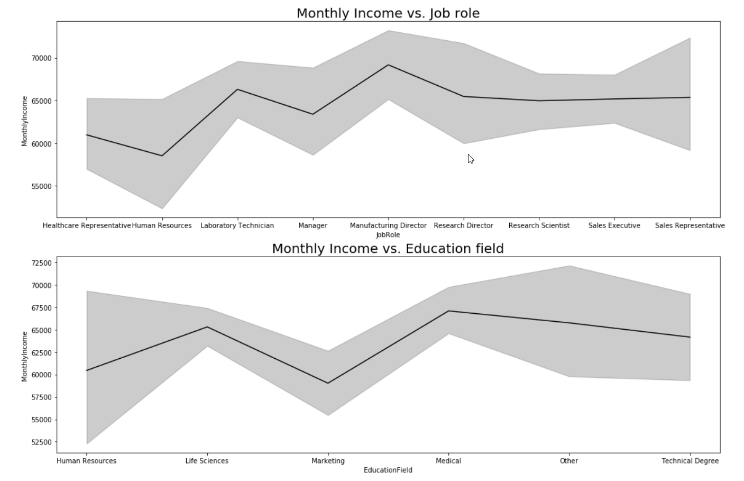 Monthly Income vs. Job role
70000
65000
60000
55000
MonthlyIncome
Healthcare Representative Human Resources Laboratory Technician Manager Manufacturing Director Research Director Research Scientist Sales Executive Sales Representative
JobRole
Monthly Income vs. Education field
72500
70000
67500
65000
62500
60000
57500
55000
52500
MonthlyIncome
Human Resources Life Sciences Marketing Medical Other Technical Degree
EducationField